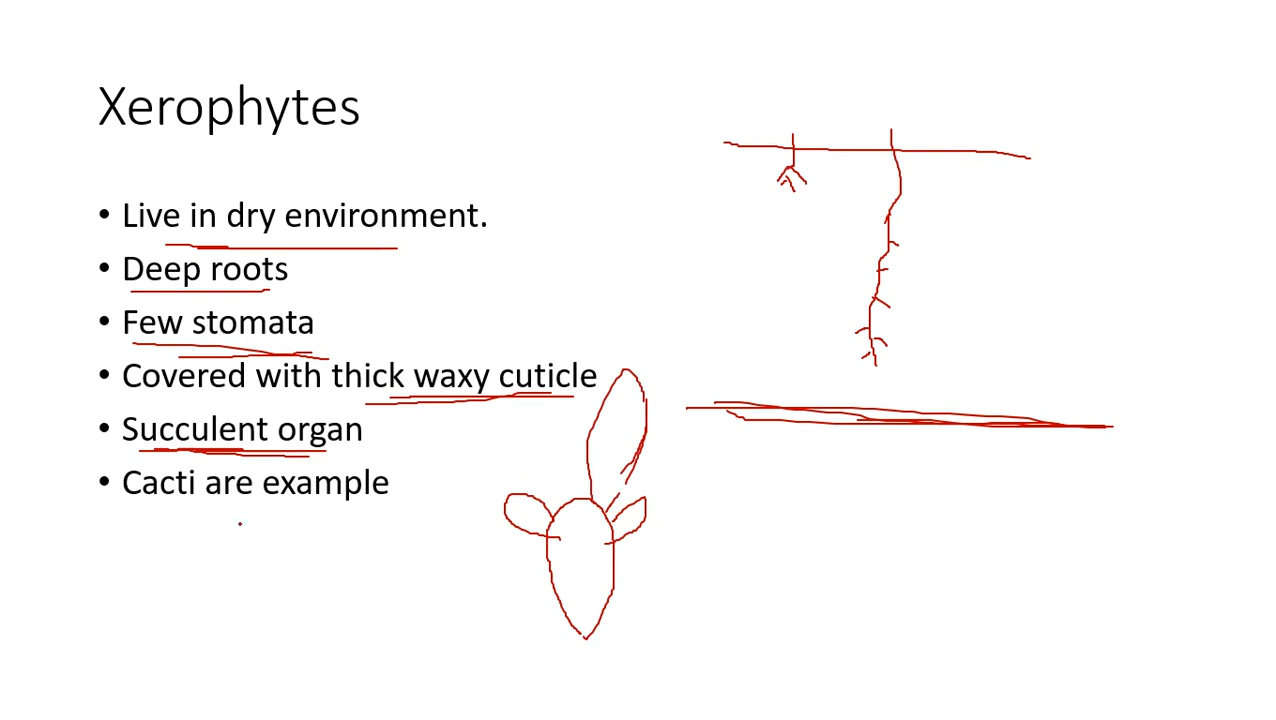 Xerophytes
• Live in dry environment.
• Deep roots
• Few stomata
• Covered with thick waxy cuticle
• Succulent organ
• Cacti are example